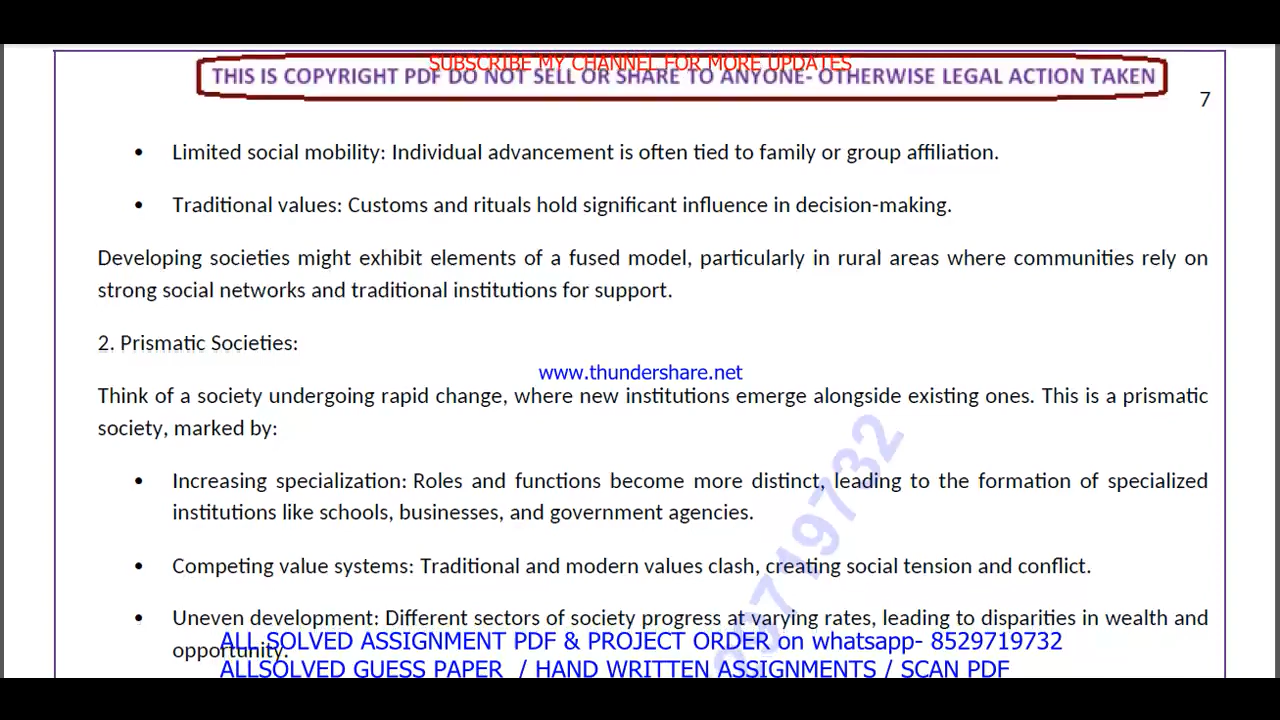 SUBSCRIBE MY CHANNEL FOR MORE UPDATES
THIS IS COPYRIGHT PDF DO NOT SELL OR SHARE TO ANYONE- OTHERWISE LEGAL ACTION TAKEN
7
• Limited social mobility: Individual advancement is often tied to family or group affiliation.
• Traditional values: Customs and rituals hold significant influence in decision-making.
Developing societies might exhibit elements of a fused model, particularly in rural areas where communities rely on
strong social networks and traditional institutions for support.
2. Prismatic Societies:
www.thundershare.net
Think of a society undergoing rapid change, where new institutions emerge alongside existing ones. This is a prismatic
society, marked by:
• Increasing specialization: Roles and functions become more distinct, leading to the formation of specialized
institutions like schools, businesses, and government agencies.
• Competing value systems: Traditional and modern values clash, creating social tension and conflict.
• Uneven development: Different sectors of society progress at varying rates, leading to disparities in wealth and
opportunity.
ALL SOLVED ASSIGNMENT PDF & PROJECT ORDER on whatsapp- 8529719732
ALLSOLVED GUESS PAPER / HAND WRITTEN ASSIGNMENTS / SCAN PDF